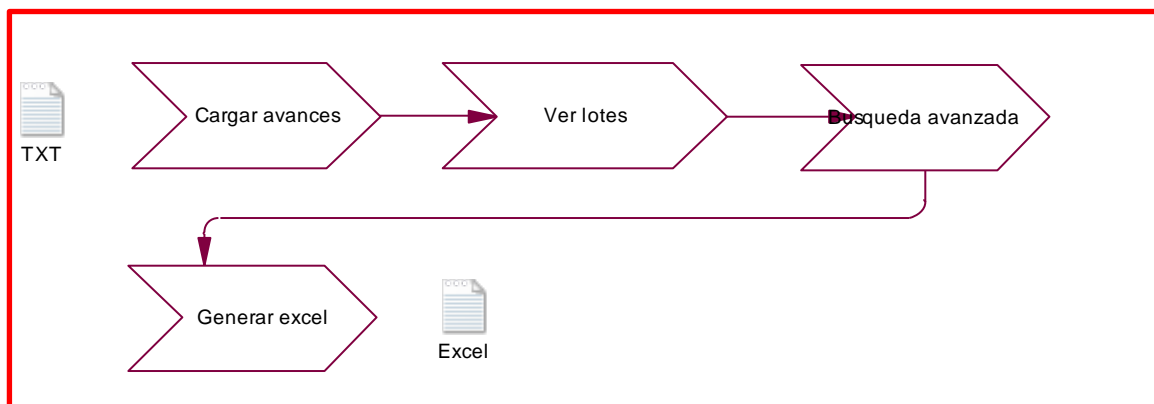 Cargar avances
Ver lotes
Busqueda avanzada
TXT
Generar excel
Excel